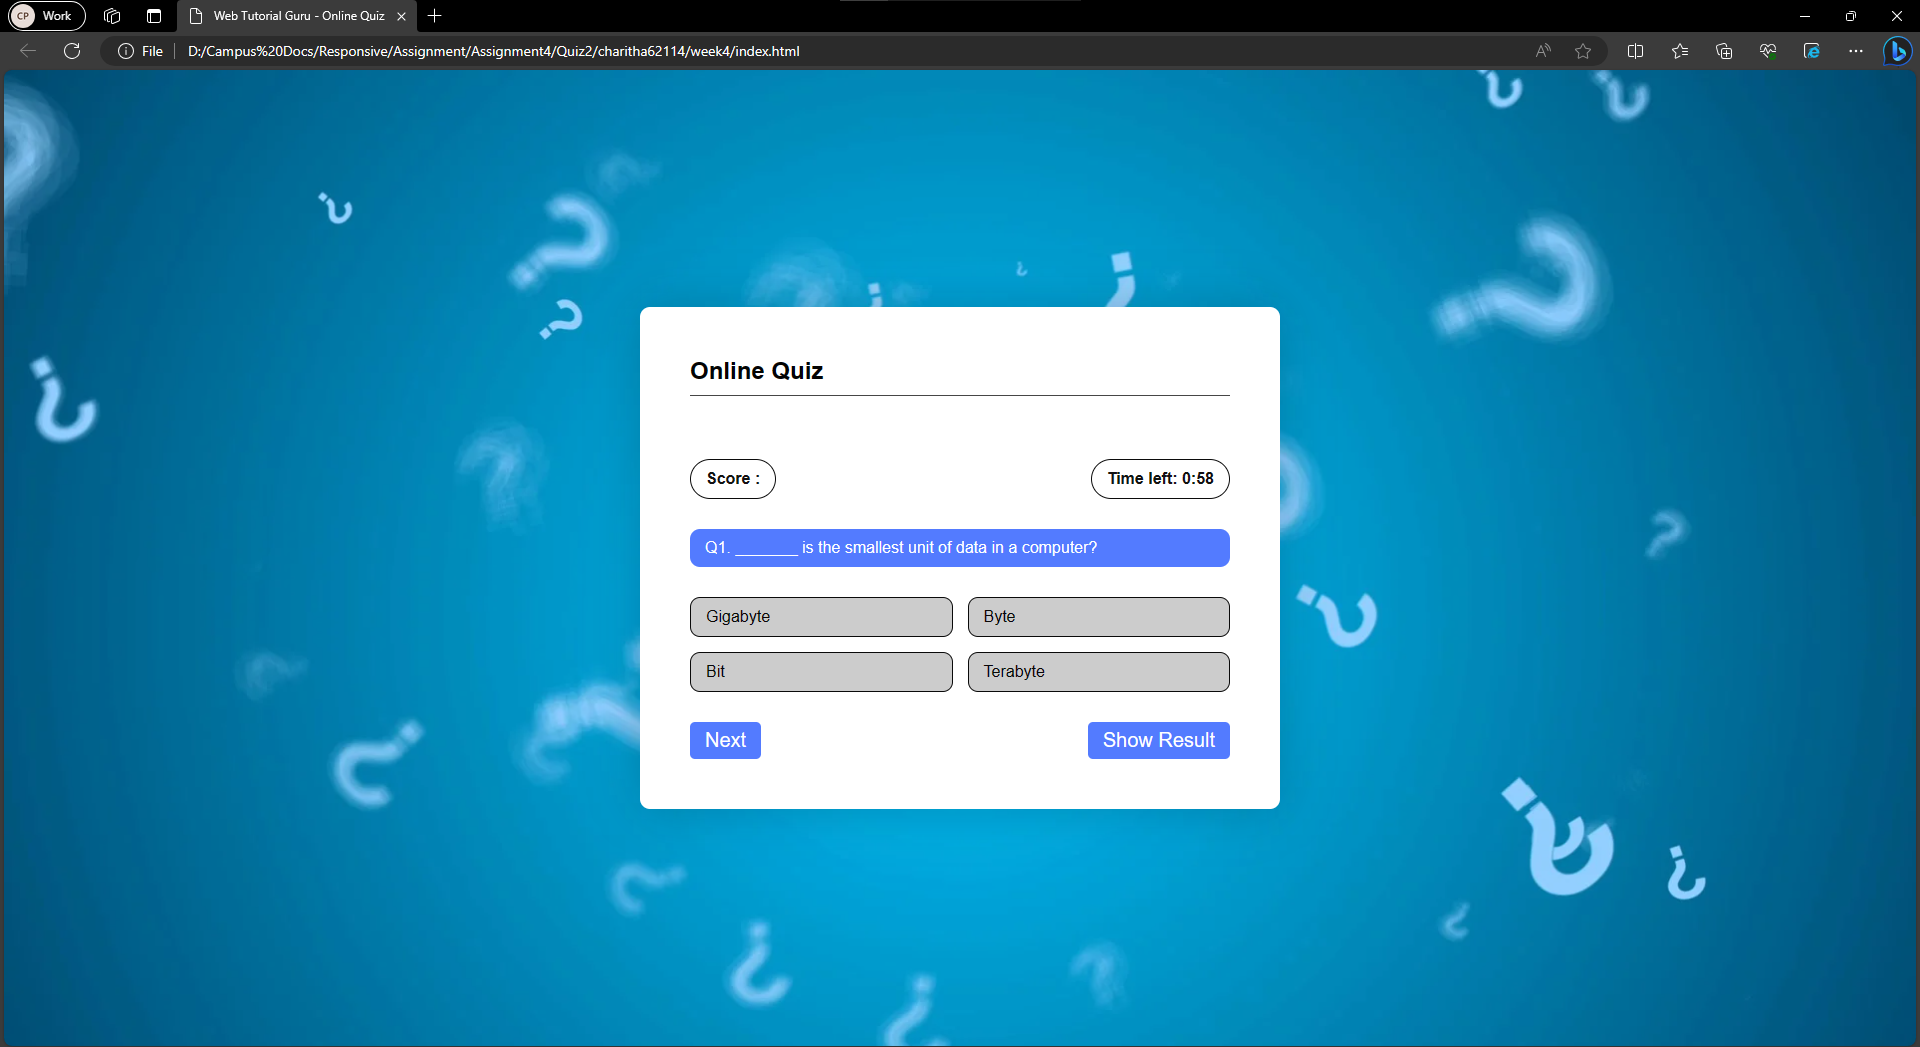 CP Work
Web Tutorial Guru - Online Quiz
File D:/Campus%20Docs/Responsive/Assignment/Assignment4/Quiz2/charitha62114/week4/index.html
Online Quiz
Score :
Time left: 0:58
Q1. _______ is the smallest unit of data in a computer?
Gigabyte
Byte
Bit
Terabyte
Next
Show Result